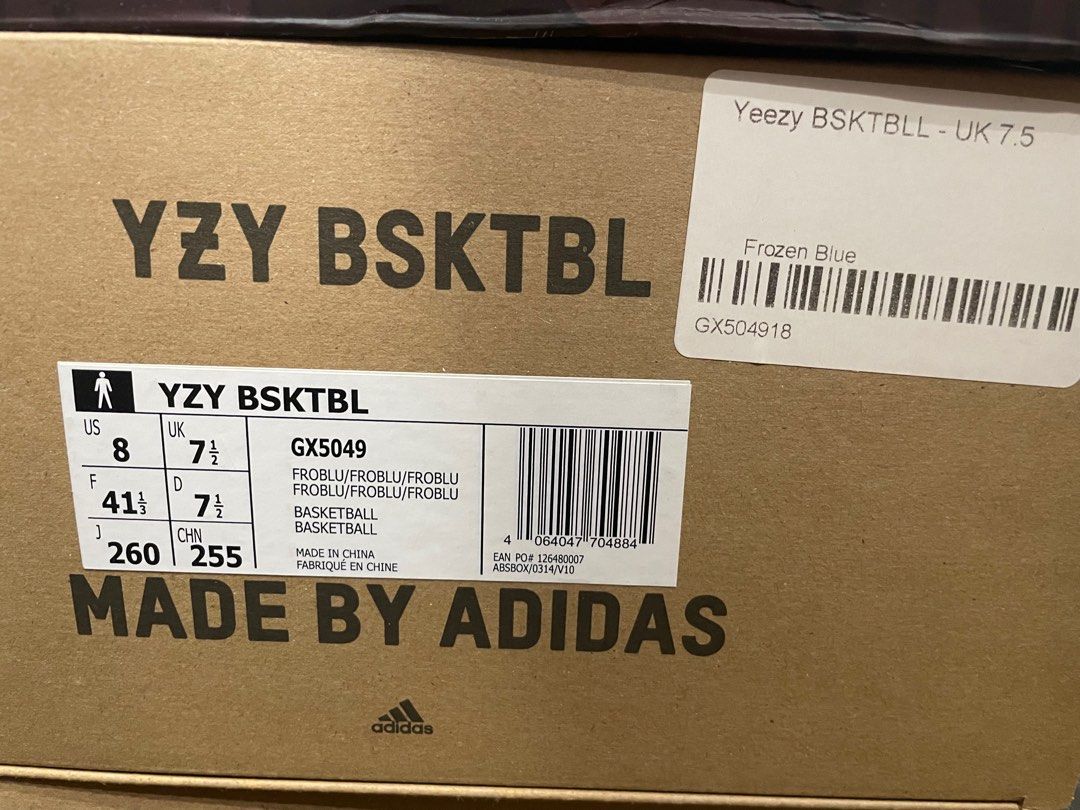 Yeezy BSKTBLL - UK 7.5
Frozen Blue
GX504918
YZY BSKTBL
YZY BSKTBL
US 8
UK 7½
F 41⅓
D 7½
J 260
CHN 255
GX5049
FROBLU/FROBLU/FROBLU
FROBLU/FROBLU/FROBLU
BASKETBALL
BASKETBALL
MADE IN CHINA
FABRIQUÉ EN CHINE
4 064047 704884
EAN PO# 126480007
ABSBOX/0314/V10
MADE BY ADIDAS
adidas